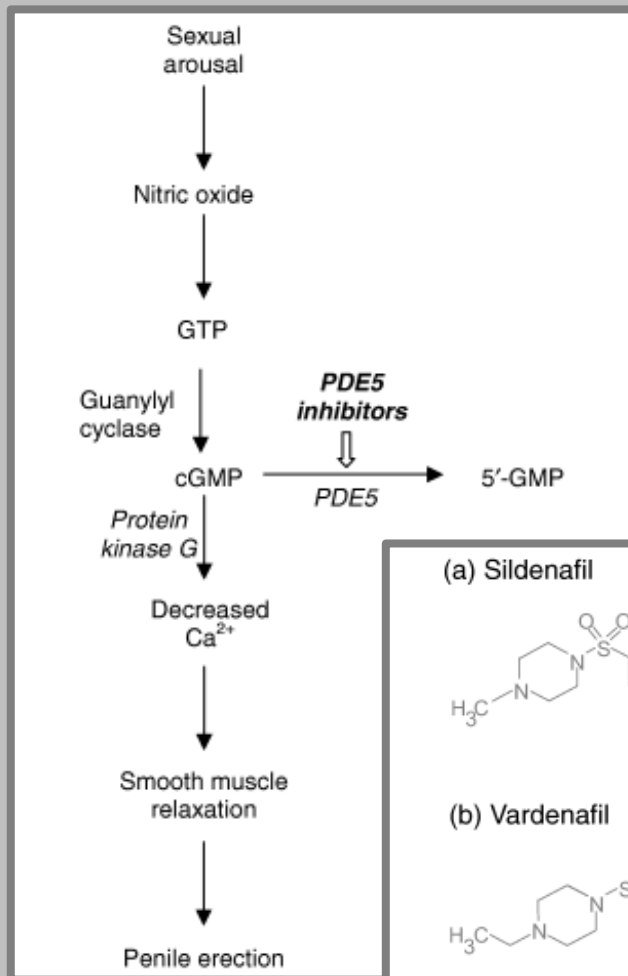 Sexual
arousal
Nitric oxide
GTP
Guanylyl
cyclase
PDE5
inhibitors
cGMP
PDE5
5′-GMP
Protein
kinase G
Decreased
Ca²⁺
Smooth muscle
relaxation
Penile erection
(a) Sildenafil
O O
S
N
N
H₃C
(b) Vardenafil
S
N
N
H₃C